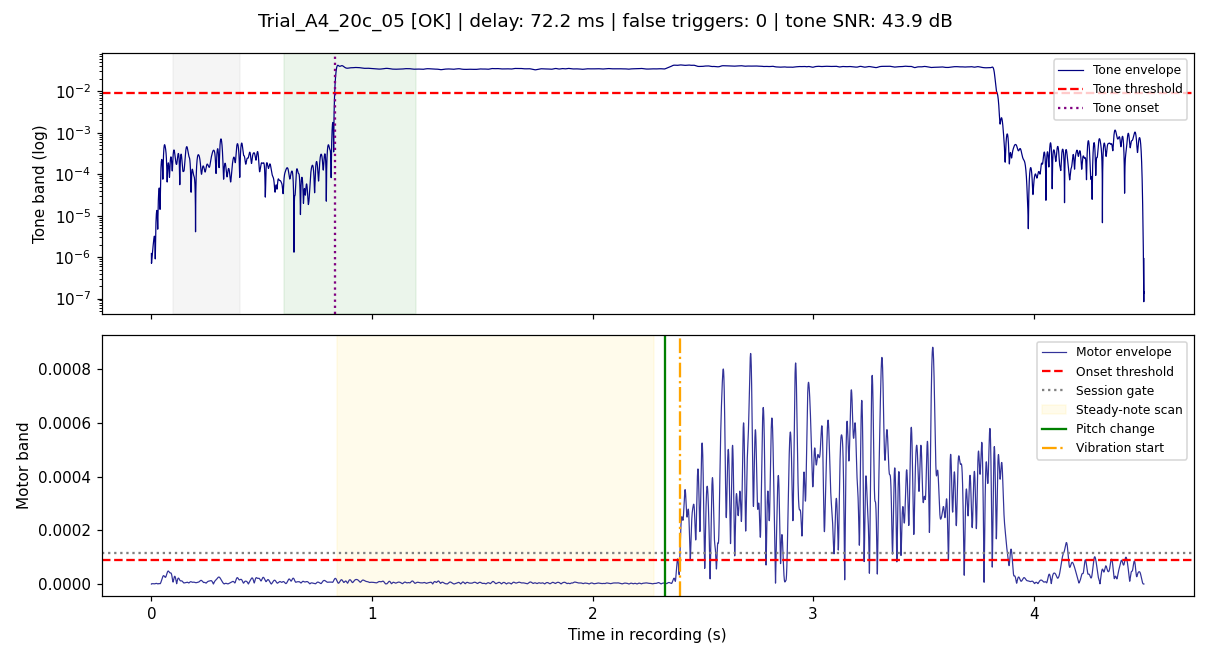 Trial_A4_20c_05 [OK] | delay: 72.2 ms | false triggers: 0 | tone SNR: 43.9 dB
Tone band (log)
10⁻²
10⁻³
10⁻⁴
10⁻⁵
10⁻⁶
10⁻⁷
Tone envelope
Tone threshold
Tone onset
Motor band
0.0008
0.0006
0.0004
0.0002
0.0000
Motor envelope
Onset threshold
Session gate
Steady-note scan
Pitch change
Vibration start
0 1 2 3 4
Time in recording (s)